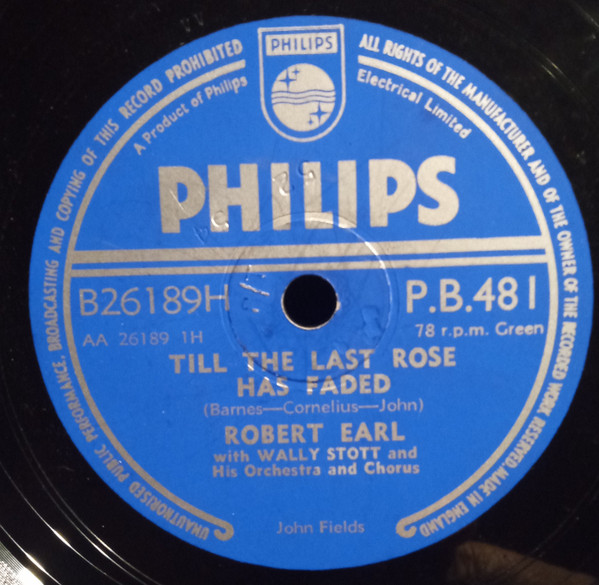 UNAUTHORISED PUBLIC PERFORMANCE, BROADCASTING AND COPYING OF THIS RECORD PROHIBITED
ALL RIGHTS OF THE MANUFACTURER AND OF THE OWNER OF THE RECORDED WORK RESERVED. MADE IN ENGLAND
PHILIPS
A Product of Philips
Electrical Limited
PHILIPS
B26189H
P.B.481
AA 26189 1H
78 r.p.m. Green
TILL THE LAST ROSE
HAS FADED
(Barnes—Cornelius—John)
ROBERT EARL
with WALLY STOTT and
His Orchestra and Chorus
John Fields